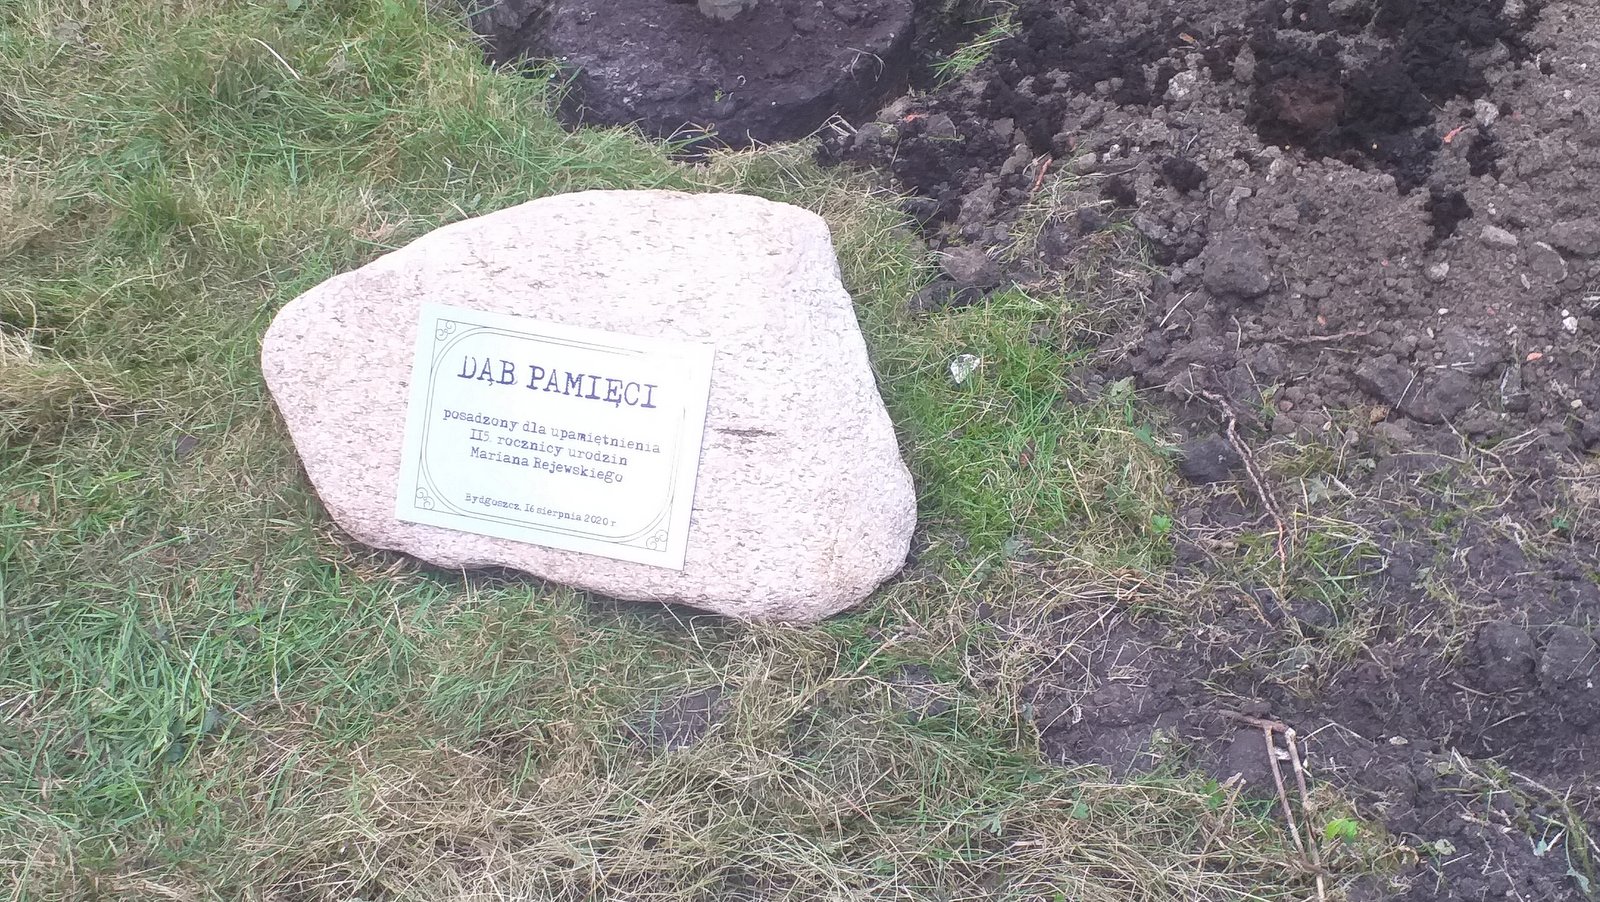 DĄB PAMIĘCI
posadzony dla upamiętnienia
115. rocznicy urodzin
Mariana Rejewskiego
Bydgoszcz, 16 sierpnia 2020 r